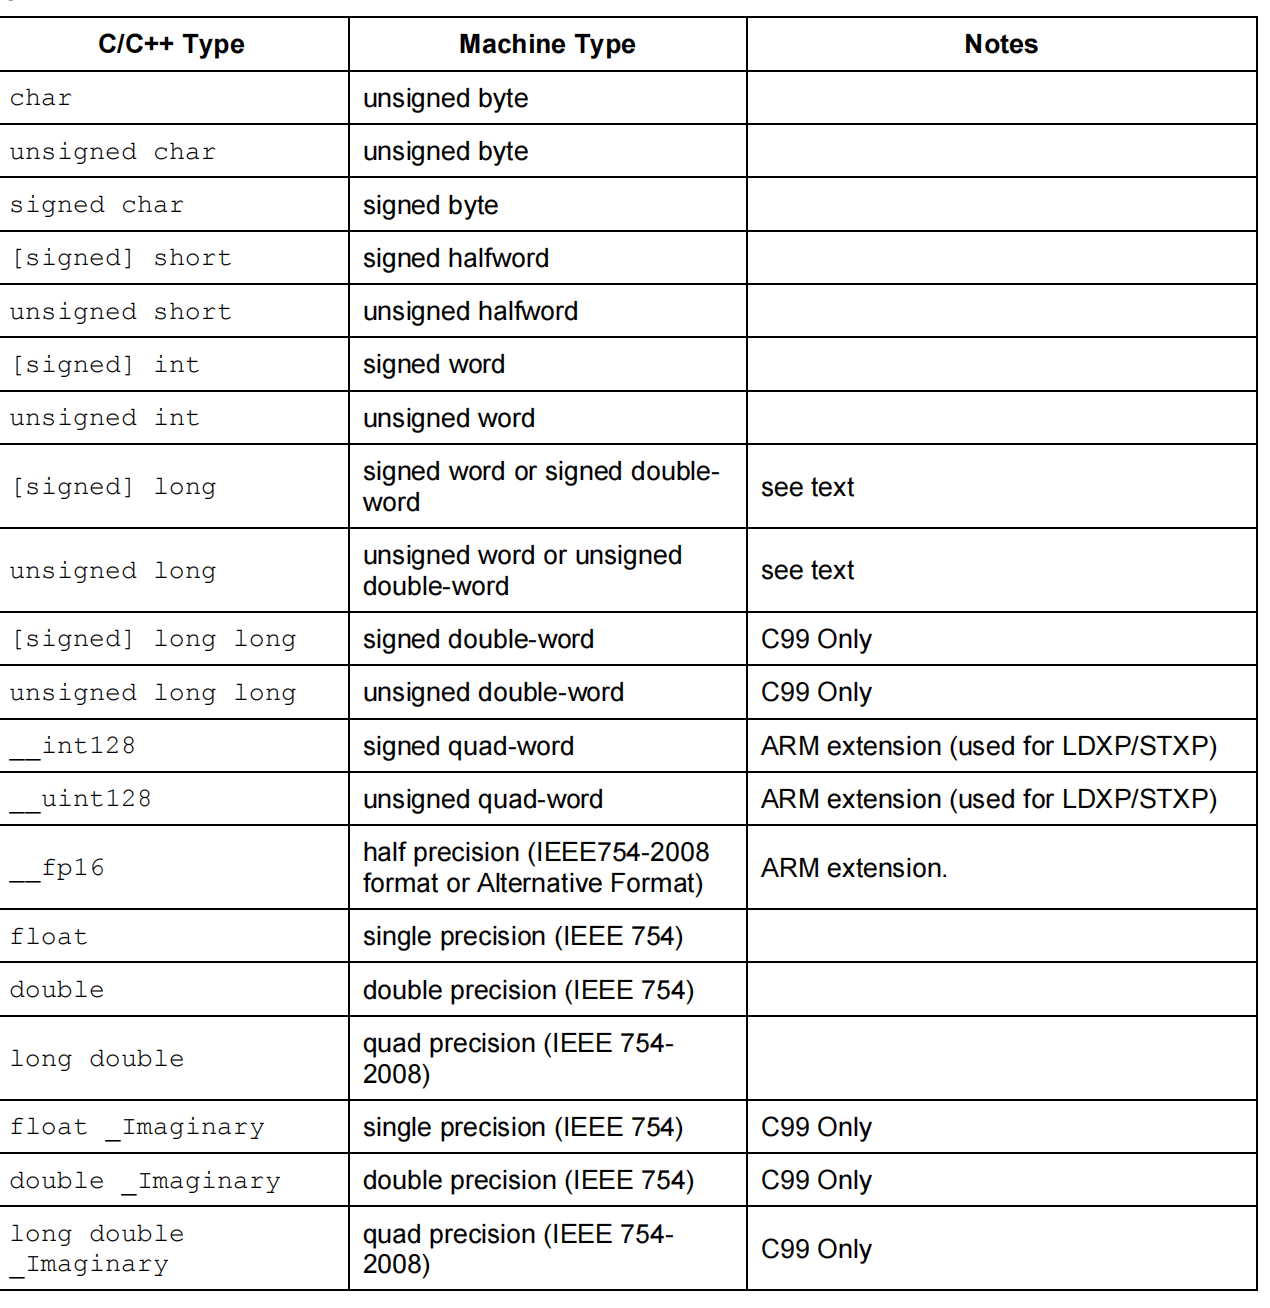 C/C++ Type Machine Type Notes
char unsigned byte
unsigned char unsigned byte
signed char signed byte
[signed] short signed halfword
unsigned short unsigned halfword
[signed] int signed word
unsigned int unsigned word
[signed] long signed word or signed double-
word see text
unsigned long unsigned word or unsigned
double-word see text
[signed] long long signed double-word C99 Only
unsigned long long unsigned double-word C99 Only
__int128 signed quad-word ARM extension (used for LDXP/STXP)
__uint128 unsigned quad-word ARM extension (used for LDXP/STXP)
__fp16 half precision (IEEE754-2008
format or Alternative Format) ARM extension.
float single precision (IEEE 754)
double double precision (IEEE 754)
long double quad precision (IEEE 754-
2008)
float _Imaginary single precision (IEEE 754) C99 Only
double _Imaginary double precision (IEEE 754) C99 Only
long double quad precision (IEEE 754-
_Imaginary 2008) C99 Only